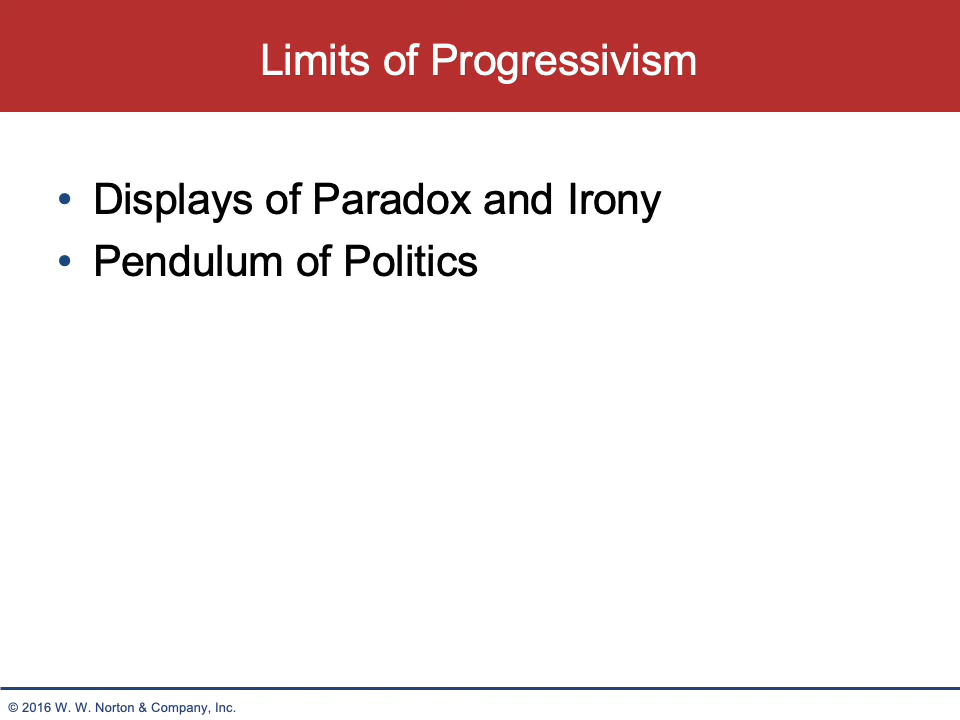 Limits of Progressivism
• Displays of Paradox and Irony
• Pendulum of Politics
© 2016 W. W. Norton & Company, Inc.